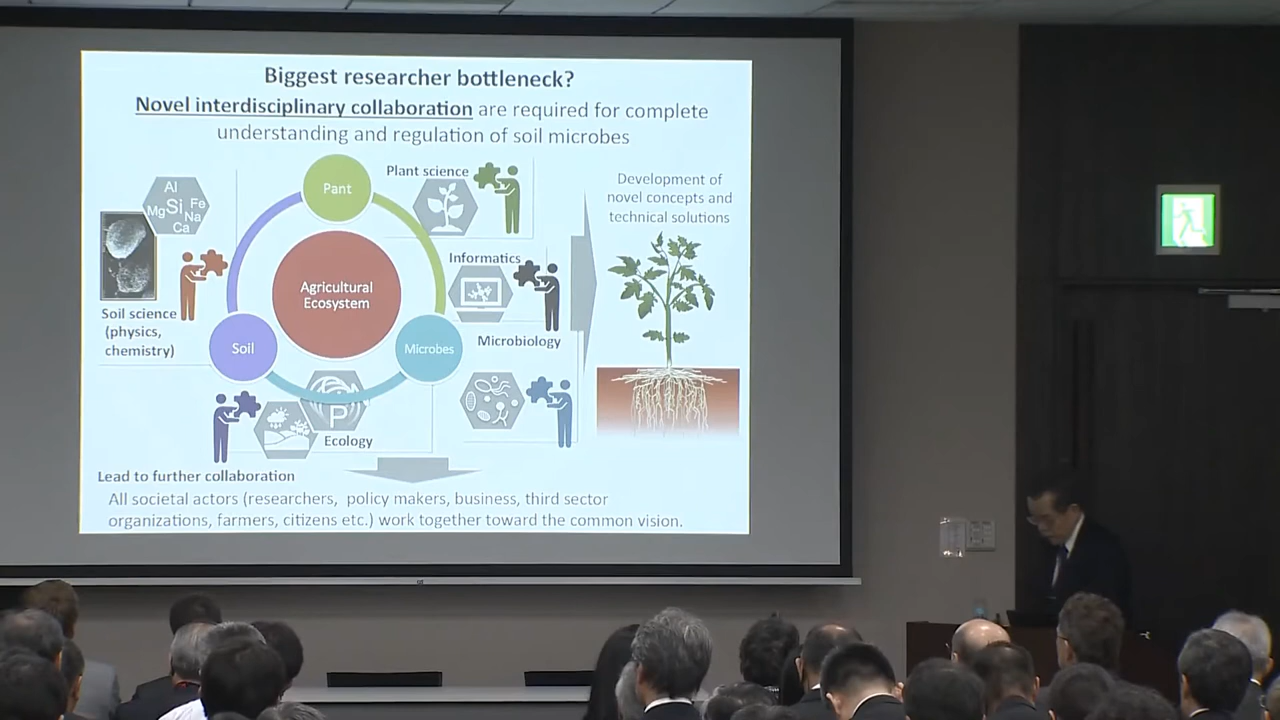 Biggest researcher bottleneck?
Novel interdisciplinary collaboration are required for complete
understanding and regulation of soil microbes
Pant
Plant science
Al
Mg Si Fe
Na
Ca
Agricultural
Ecosystem
Informatics
Soil science
(physics,
chemistry)
Soil
Microbes
Microbiology
P
Ecology
Development of
novel concepts and
technical solutions
Lead to further collaboration
All societal actors (researchers, policy makers, business, third sector
organizations, farmers, citizens etc.) work together toward the common vision.